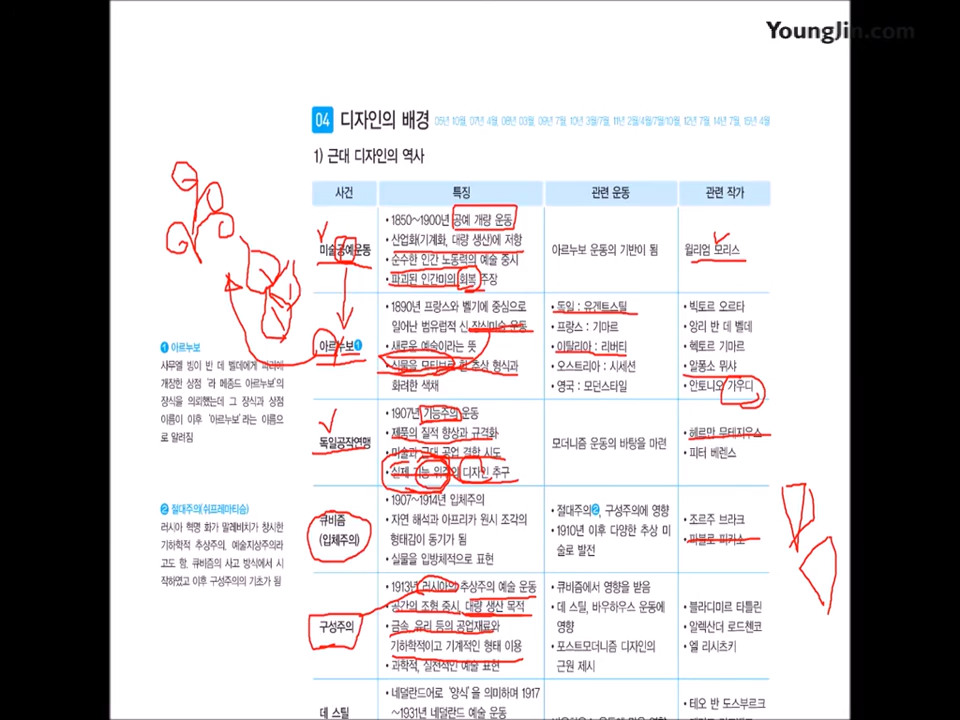 YoungJin.com
04 디자인의 배경 05년 10월, 07년 4월, 08년 03월, 09년 7월, 10년 3월/7월, 11년 2월/4월/7월/10월, 12년 7월, 14년 7월, 15년 4월
1) 근대 디자인의 역사
사건 특징 관련 운동 관련 작가
미술공예운동
• 1850~1900년 공예 개량 운동
• 산업화(기계화, 대량 생산)에 저항
• 순수한 인간 노동력의 예술 중시
• 파괴된 인간미의 회복 주장
아르누보 운동의 기반이 됨
윌리엄 모리스
아르누보❶
• 1890년 프랑스와 벨기에 중심으로
일어난 범유럽적 신 장식미술 운동
• 새로운 예술이라는 뜻
• 식물을 모티브로 한 추상 형식과
화려한 색채
• 독일 : 유겐트스틸
• 프랑스 : 기마르
• 이탈리아 : 리버티
• 오스트리아 : 시세션
• 영국 : 모던스타일
• 빅토르 오르타
• 앙리 반 데 벨데
• 헥토르 기마르
• 알퐁소 뮈샤
• 안토니오 가우디
❶ 아르누보
사무엘 빙이 반 데 벨데에게 파리에
개장한 상점 '라 메종드 아르누보'의
장식을 의뢰했는데 그 장식과 상점
이름이 이후 '아르누보'라는 이름으
로 알려짐
독일공작연맹
• 1907년 기능주의 운동
• 제품의 질적 향상과 규격화
• 미술과 근대 공업 결합 시도
• 실제 기능 위주의 디자인 추구
모더니즘 운동의 바탕을 마련
• 헤르만 무테지우스
• 피터 베렌스
큐비즘
(입체주의)
• 1907~1914년 입체주의
• 자연 해석과 아프리카 원시 조각의
형태감이 동기가 됨
• 실물을 입방체적으로 표현
• 절대주의❷, 구성주의에 영향
• 1910년 이후 다양한 추상 미
술로 발전
• 조르주 브라크
• 파블로 피카소
❷ 절대주의(쉬프레마티슴)
러시아 혁명 화가 말레비치가 창시한
기하학적 추상주의, 예술지상주의라
고도 함. 큐비즘의 사고 방식에서 시
작하였고 이후 구성주의의 기초가 됨
구성주의
• 1913년 러시아의 추상주의 예술 운동
• 공간의 조형 중시, 대량 생산 목적
• 금속, 유리 등의 공업재료와
기하학적이고 기계적인 형태 이용
• 과학적, 실천적인 예술 표현
• 큐비즘에서 영향을 받음
• 데 스틸, 바우하우스 운동에
영향
• 포스트모더니즘 디자인의
근원 제시
• 블라디미르 타틀린
• 알렉산더 로드첸코
• 엘 리시츠키
데 스틸
• 네덜란드어로 '양식'을 의미하며 1917
~1931년 네덜란드 예술 운동
• 테오 반 도스부르크